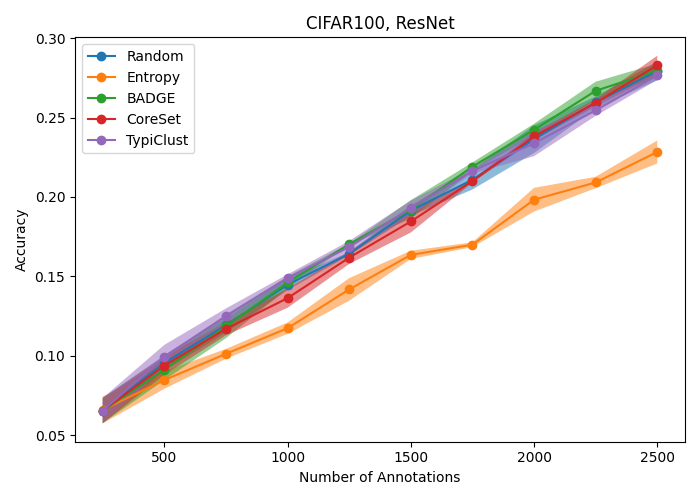 CIFAR100, ResNet
Random
Entropy
BADGE
CoreSet
TypiClust
Accuracy
0.30
0.25
0.20
0.15
0.10
0.05
500
1000
1500
2000
2500
Number of Annotations